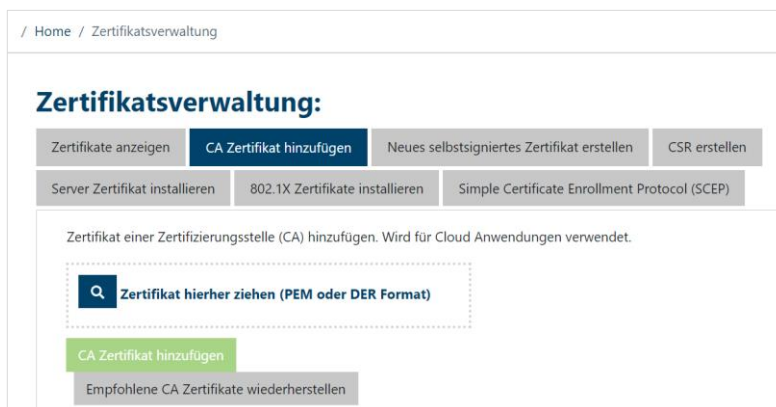 / Home / Zertifikatsverwaltung
Zertifikatsverwaltung:
Zertifikate anzeigen CA Zertifikat hinzufügen Neues selbstsigniertes Zertifikat erstellen CSR erstellen
Server Zertifikat installieren 802.1X Zertifikate installieren Simple Certificate Enrollment Protocol (SCEP)
Zertifikat einer Zertifizierungsstelle (CA) hinzufügen. Wird für Cloud Anwendungen verwendet.
Zertifikat hierher ziehen (PEM oder DER Format)
CA Zertifikat hinzufügen
Empfohlene CA Zertifikate wiederherstellen